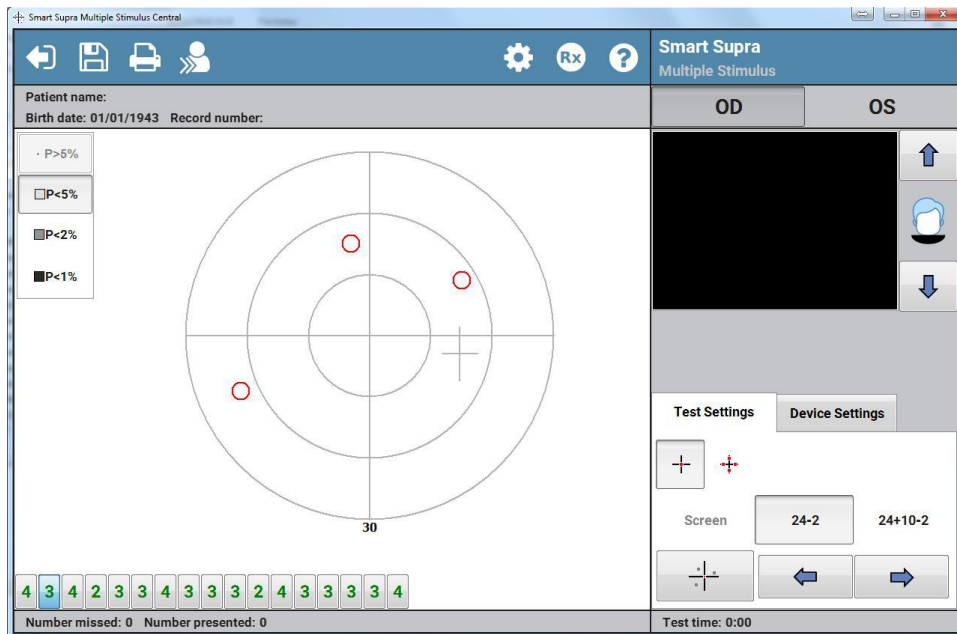 Smart Supra Multiple Stimulus Central
Rx
?
Smart Supra
Multiple Stimulus
Patient name:
Birth date: 01/01/1943 Record number:
OD
OS
· P>5%
P<5%
P<2%
P<1%
30
Test Settings
Device Settings
Screen
24-2
24+10-2
4 3 4 2 3 3 4 3 3 3 2 4 3 3 3 3 4
Number missed: 0 Number presented: 0
Test time: 0:00